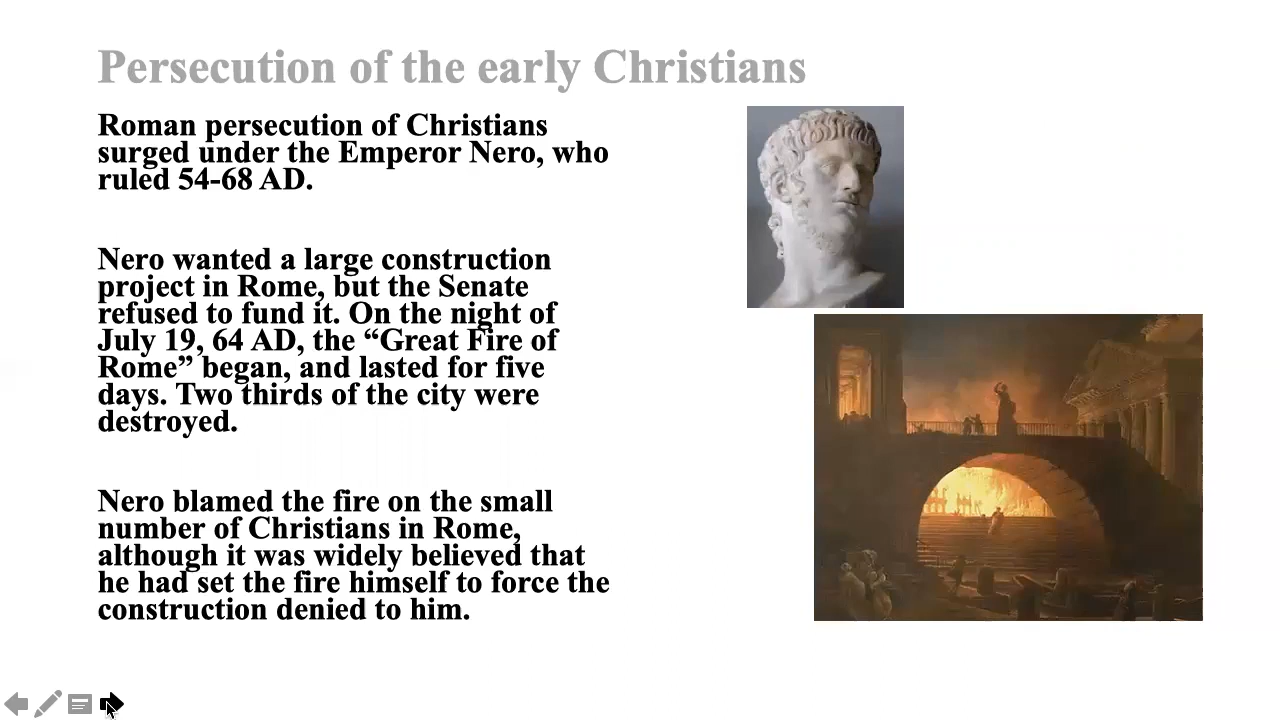 Persecution of the early Christians
Roman persecution of Christians
surged under the Emperor Nero, who
ruled 54-68 AD.
Nero wanted a large construction
project in Rome, but the Senate
refused to fund it. On the night of
July 19, 64 AD, the “Great Fire of
Rome” began, and lasted for five
days. Two thirds of the city were
destroyed.
Nero blamed the fire on the small
number of Christians in Rome,
although it was widely believed that
he had set the fire himself to force the
construction denied to him.